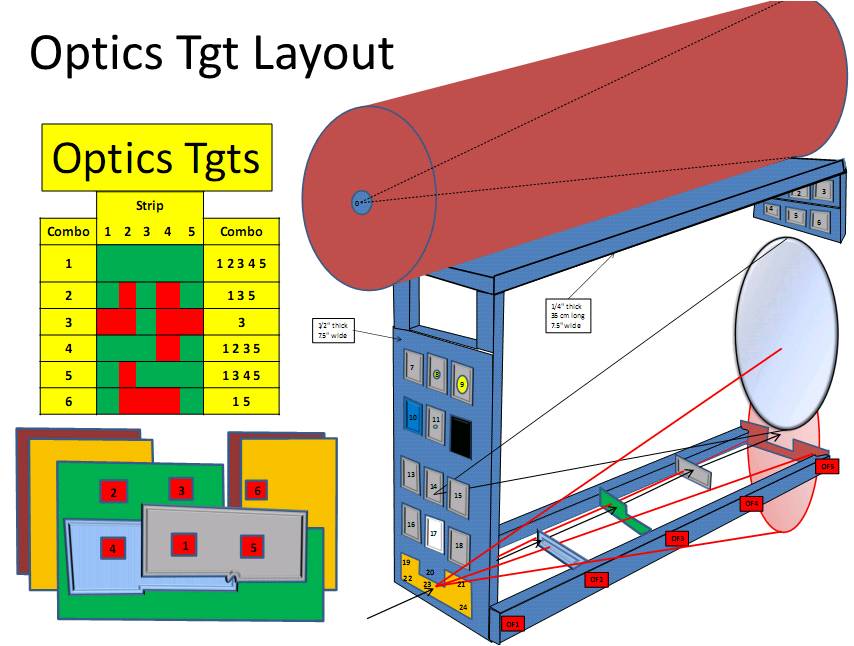 Optics Tgt Layout
Optics Tgts
Strip
Combo 1 2 3 4 5 Combo
1 1 2 3 4 5
2 1 3 5
3 3
4 1 2 3 5
5 1 3 4 5
6 1 5
2 3 6
4 1 5
0
2 3
4 5 6
1/2" thick
7.5" wide
1/4" thick
35 cm long
7.5" wide
7 8 9
10 11
13 14 15
16 17 18
19 20 21
22 23 24
OF1
OF2
OF3
OF4
OF5